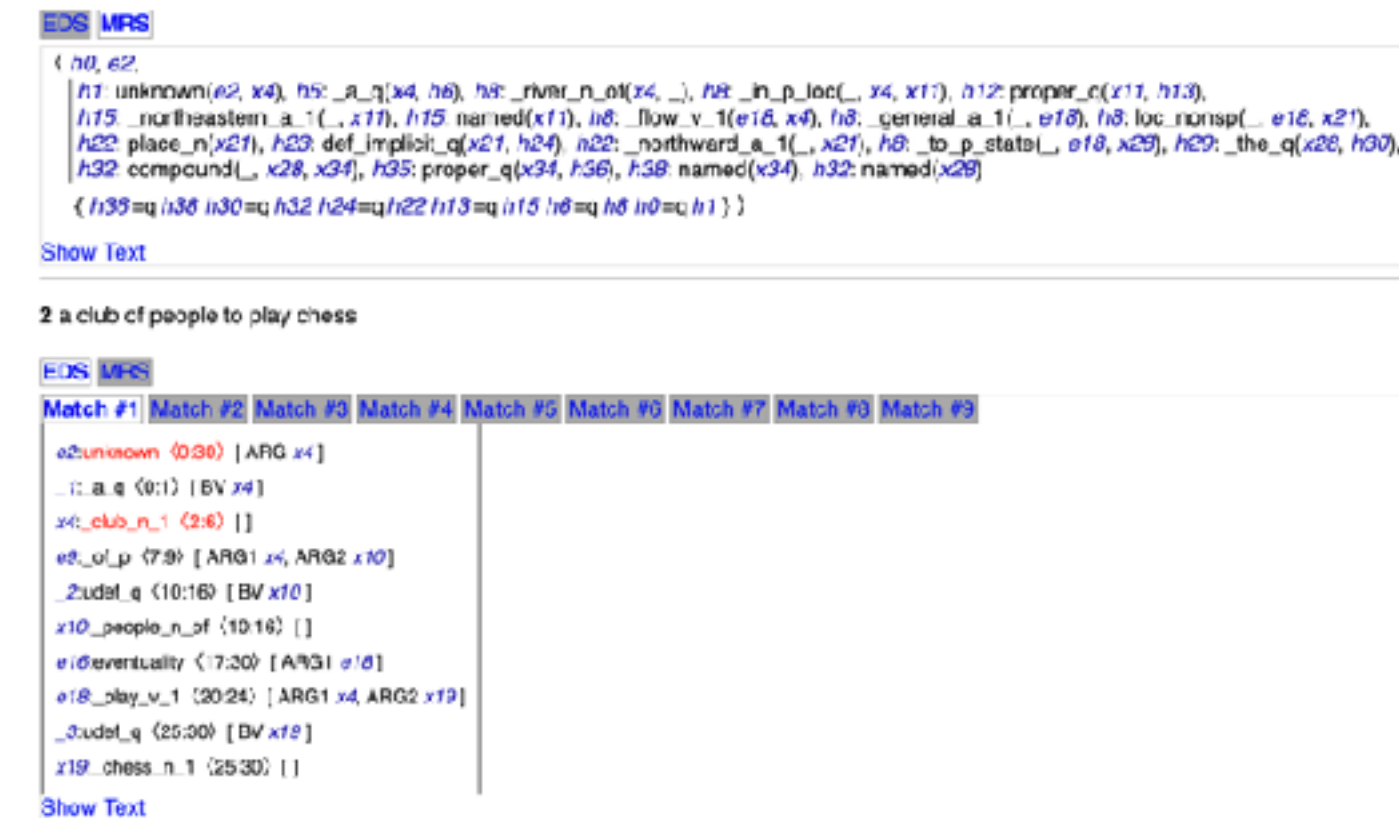 EDS MRS
⟨ h0, e2,
h1: unknown(e2, x4), h5: _a_q(x4, h6), h8: _river_n_of(x4, _), h8: _in_p_loc(_, x4, x11), h12: proper_q(x11, h13),
h15: _northeastern_a_1(_, x11), h15: named(x11), h8: _flow_v_1(e18, x4), h8: _general_a_1(_, e18), h8: loc_nonsp(_, e18, x21),
h22: place_n(x21), h23: def_implicit_q(x21, h24), h22: _northward_a_1(_, x21), h8: _to_p_state(_, e18, x28), h29: _the_q(x28, h30),
h32: compound(_, x28, x34), h35: proper_q(x34, h36), h38: named(x34), h32: named(x28)
{ h36=q h38 h30=q h32 h24=q h22 h13=q h15 h6=q h8 h0=q h1 } ⟩
Show Text
2 a club of people to play chess
EDS MRS
Match #1 Match #2 Match #3 Match #4 Match #5 Match #6 Match #7 Match #8 Match #9
e2:unknown ⟨0:30⟩ [ ARG x4 ]
_1:_a_q ⟨0:1⟩ [ BV x4 ]
x4:_club_n_1 ⟨2:6⟩ [ ]
e9:_of_p ⟨7:9⟩ [ ARG1 x4, ARG2 x10 ]
_2:udef_q ⟨10:16⟩ [ BV x10 ]
x10:_people_n_of ⟨10:16⟩ [ ]
e16:eventuality ⟨17:30⟩ [ ARG1 e18 ]
e18:_play_v_1 ⟨20:24⟩ [ ARG1 x4, ARG2 x19 ]
_3:udef_q ⟨25:30⟩ [ BV x19 ]
x19:_chess_n_1 ⟨25:30⟩ [ ]
Show Text